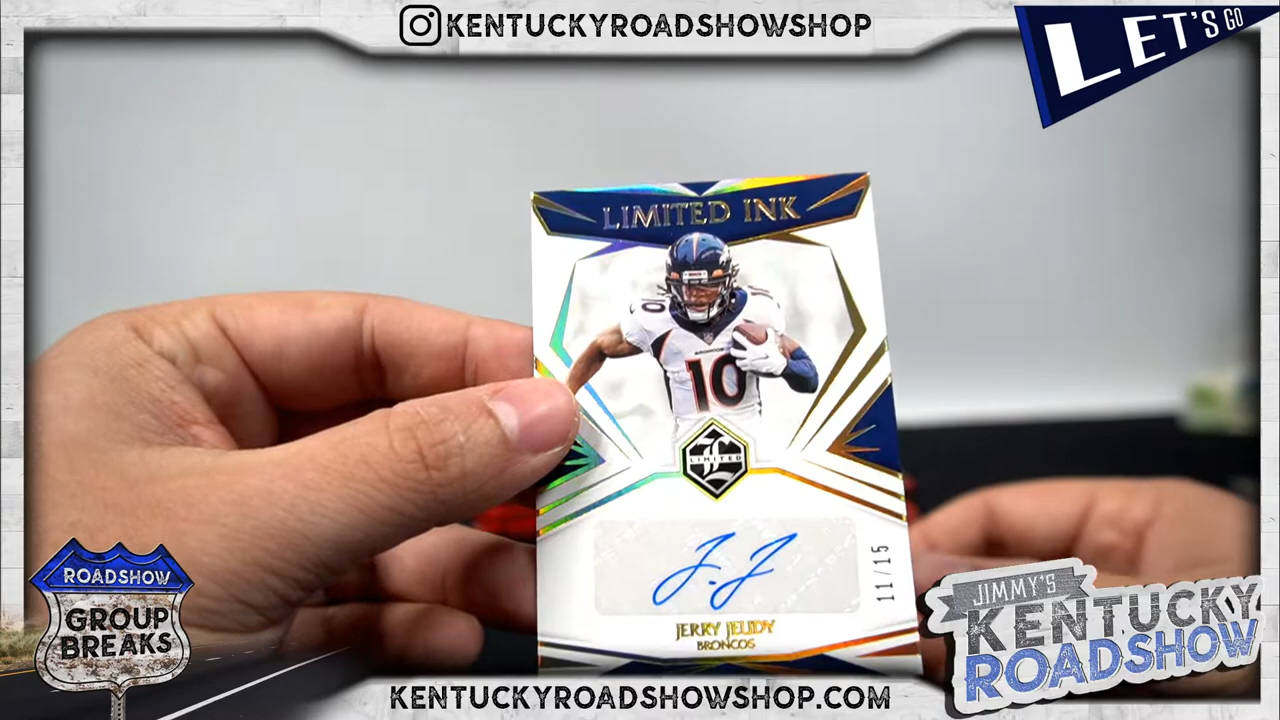 KENTUCKYROADSHOWSHOP
LET'S GO
LIMITED INK
10
10
LIMITED
J.J
11/15
JERRY JEUDY
BRONCOS
ROADSHOW
GROUP
BREAKS
JIMMY'S
KENTUCKY
ROADSHOW
KENTUCKYROADSHOWSHOP.COM